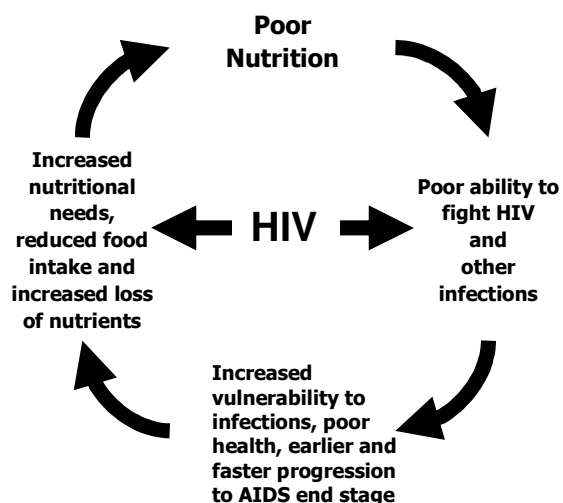 Poor
Nutrition
Poor ability to
fight HIV
and
other
infections
Increased
vulnerability to
infections, poor
health, earlier and
faster progression
to AIDS end stage
Increased
nutritional
needs,
reduced food
intake and
increased loss
of nutrients
HIV